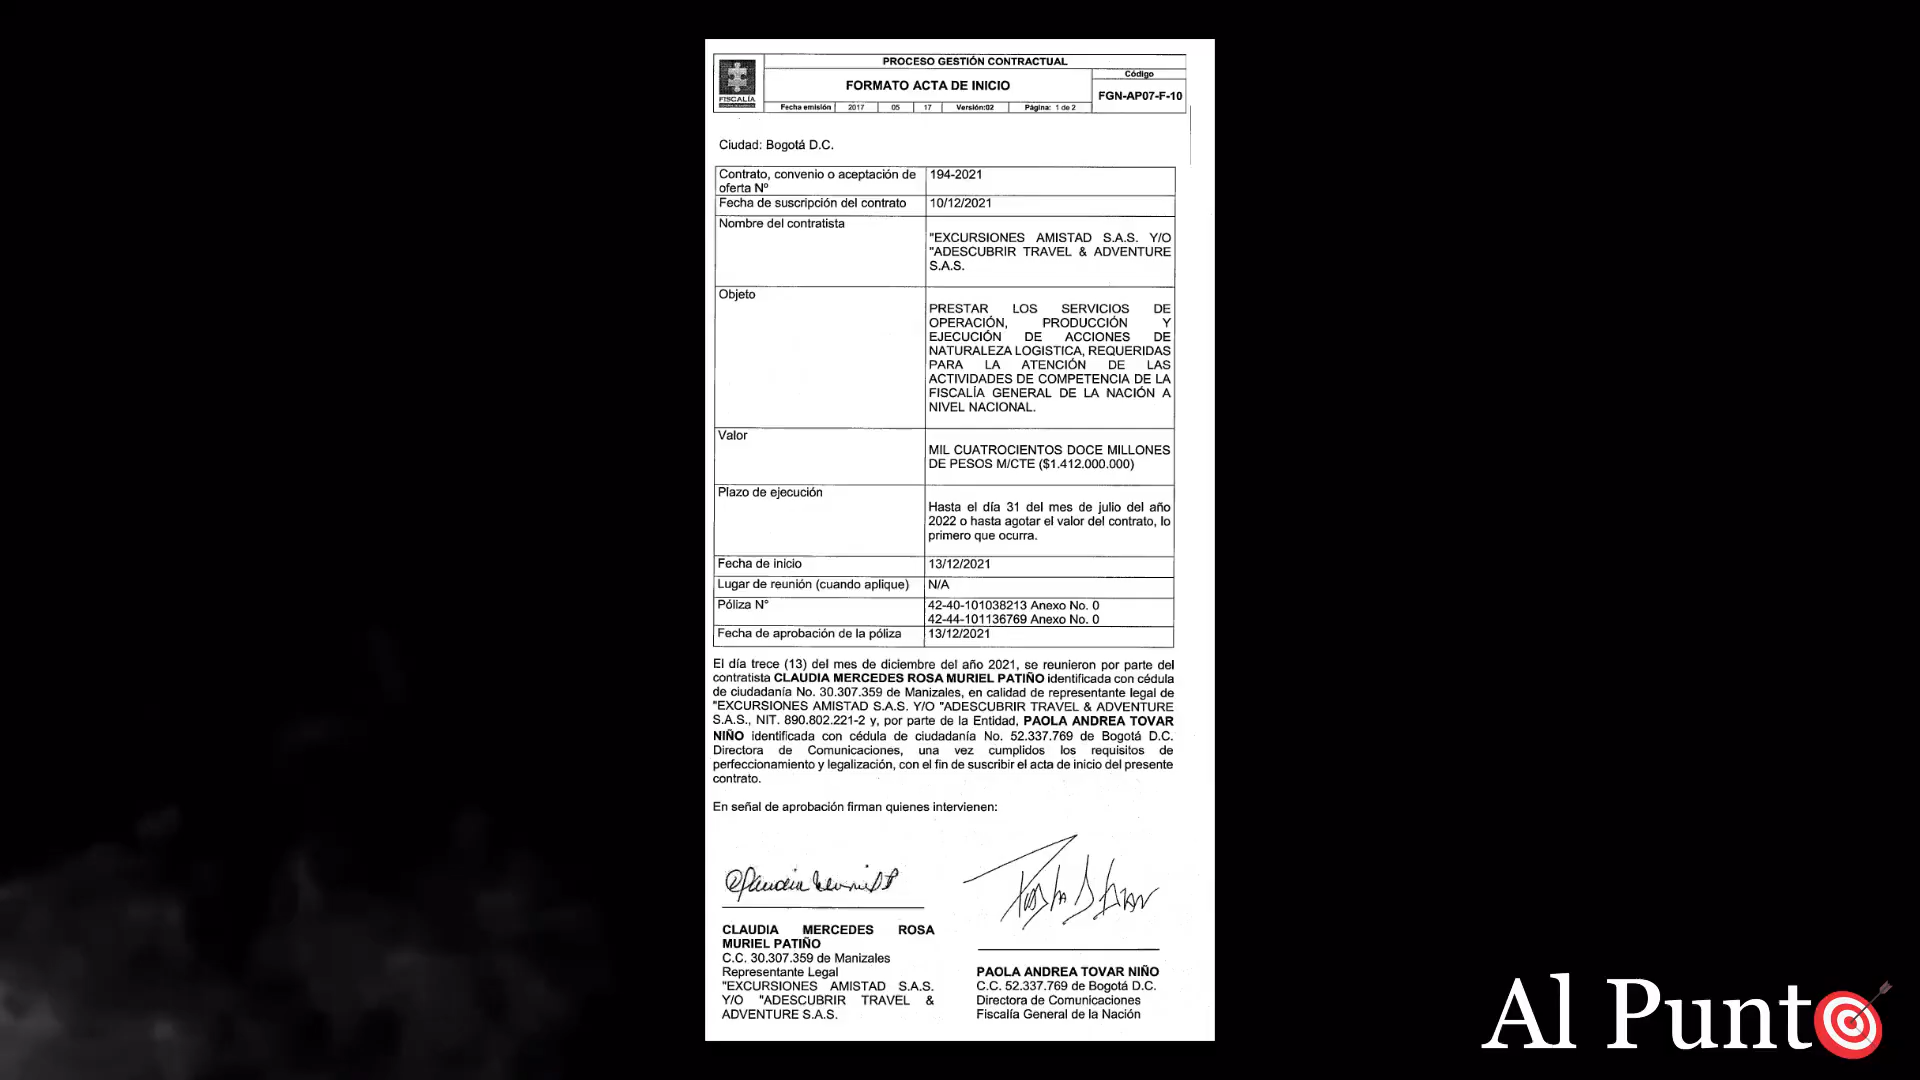 PROCESO GESTIÓN CONTRACTUAL
FISCALÍA
FORMATO ACTA DE INICIO
Código
FGN-AP07-F-10
Fecha emisión 2017 05 17 Versión:02 Página: 1 de 2
Ciudad: Bogotá D.C.
Contrato, convenio o aceptación de
oferta Nº
194-2021
Fecha de suscripción del contrato
10/12/2021
Nombre del contratista
"EXCURSIONES AMISTAD S.A.S. Y/O
"ADESCUBRIR TRAVEL & ADVENTURE
S.A.S.
Objeto
PRESTAR LOS SERVICIOS DE
OPERACIÓN, PRODUCCIÓN Y
EJECUCIÓN DE ACCIONES DE
NATURALEZA LOGISTICA, REQUERIDAS
PARA LA ATENCIÓN DE LAS
ACTIVIDADES DE COMPETENCIA DE LA
FISCALÍA GENERAL DE LA NACIÓN A
NIVEL NACIONAL.
Valor
MIL CUATROCIENTOS DOCE MILLONES
DE PESOS M/CTE ($1.412.000.000)
Plazo de ejecución
Hasta el día 31 del mes de julio del año
2022 o hasta agotar el valor del contrato, lo
primero que ocurra.
Fecha de inicio
13/12/2021
Lugar de reunión (cuando aplique)
N/A
Póliza N°
42-40-101038213 Anexo No. 0
42-44-101136769 Anexo No. 0
Fecha de aprobación de la póliza
13/12/2021
El día trece (13) del mes de diciembre del año 2021, se reunieron por parte del
contratista CLAUDIA MERCEDES ROSA MURIEL PATIÑO identificada con cédula
de ciudadanía No. 30.307.359 de Manizales, en calidad de representante legal de
"EXCURSIONES AMISTAD S.A.S. Y/O "ADESCUBRIR TRAVEL & ADVENTURE
S.A.S., NIT. 890.802.221-2 y, por parte de la Entidad, PAOLA ANDREA TOVAR
NIÑO identificada con cédula de ciudadanía No. 52.337.769 de Bogotá D.C.
Directora de Comunicaciones, una vez cumplidos los requisitos de
perfeccionamiento y legalización, con el fin de suscribir el acta de inicio del presente
contrato.
En señal de aprobación firman quienes intervienen:
CLAUDIA MERCEDES ROSA
MURIEL PATIÑO
C.C. 30.307.359 de Manizales
Representante Legal
"EXCURSIONES AMISTAD S.A.S.
Y/O "ADESCUBRIR TRAVEL &
ADVENTURE S.A.S.
PAOLA ANDREA TOVAR NIÑO
C.C. 52.337.769 de Bogotá D.C.
Directora de Comunicaciones
Fiscalía General de la Nación
Al Punto